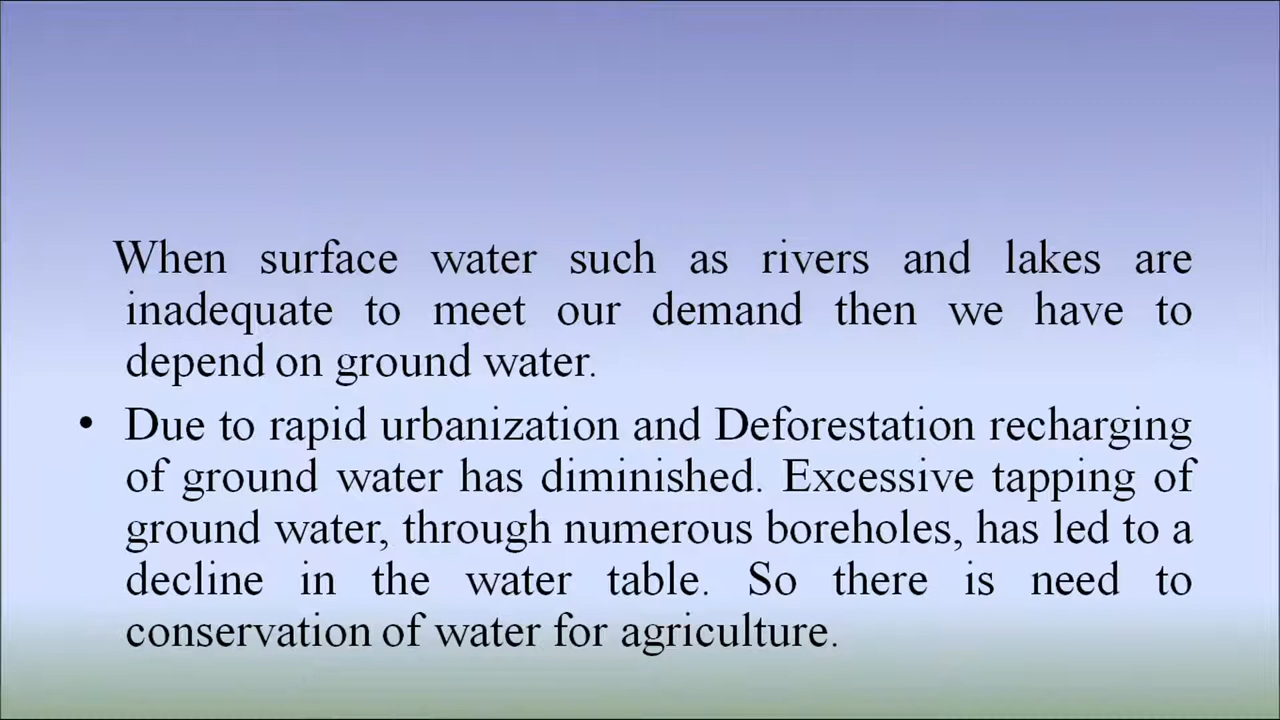 When surface water such as rivers and lakes are
inadequate to meet our demand then we have to
depend on ground water.
• Due to rapid urbanization and Deforestation recharging
of ground water has diminished. Excessive tapping of
ground water, through numerous boreholes, has led to a
decline in the water table. So there is need to
conservation of water for agriculture.